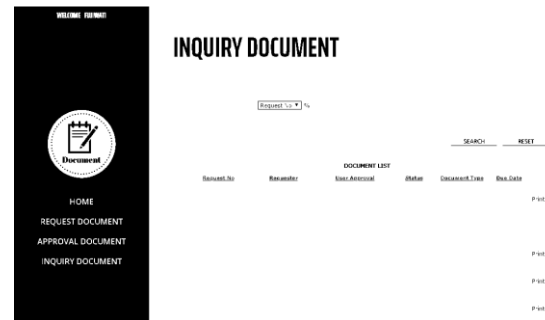 WELCOME FUJIWATI
INQUIRY DOCUMENT
Document
HOME
REQUEST DOCUMENT
APPROVAL DOCUMENT
INQUIRY DOCUMENT
Request No ▼ %
SEARCH RESET
DOCUMENT LIST
Request No Requester User Approval Status Document Type Due Date
Print
Print
Print
Print